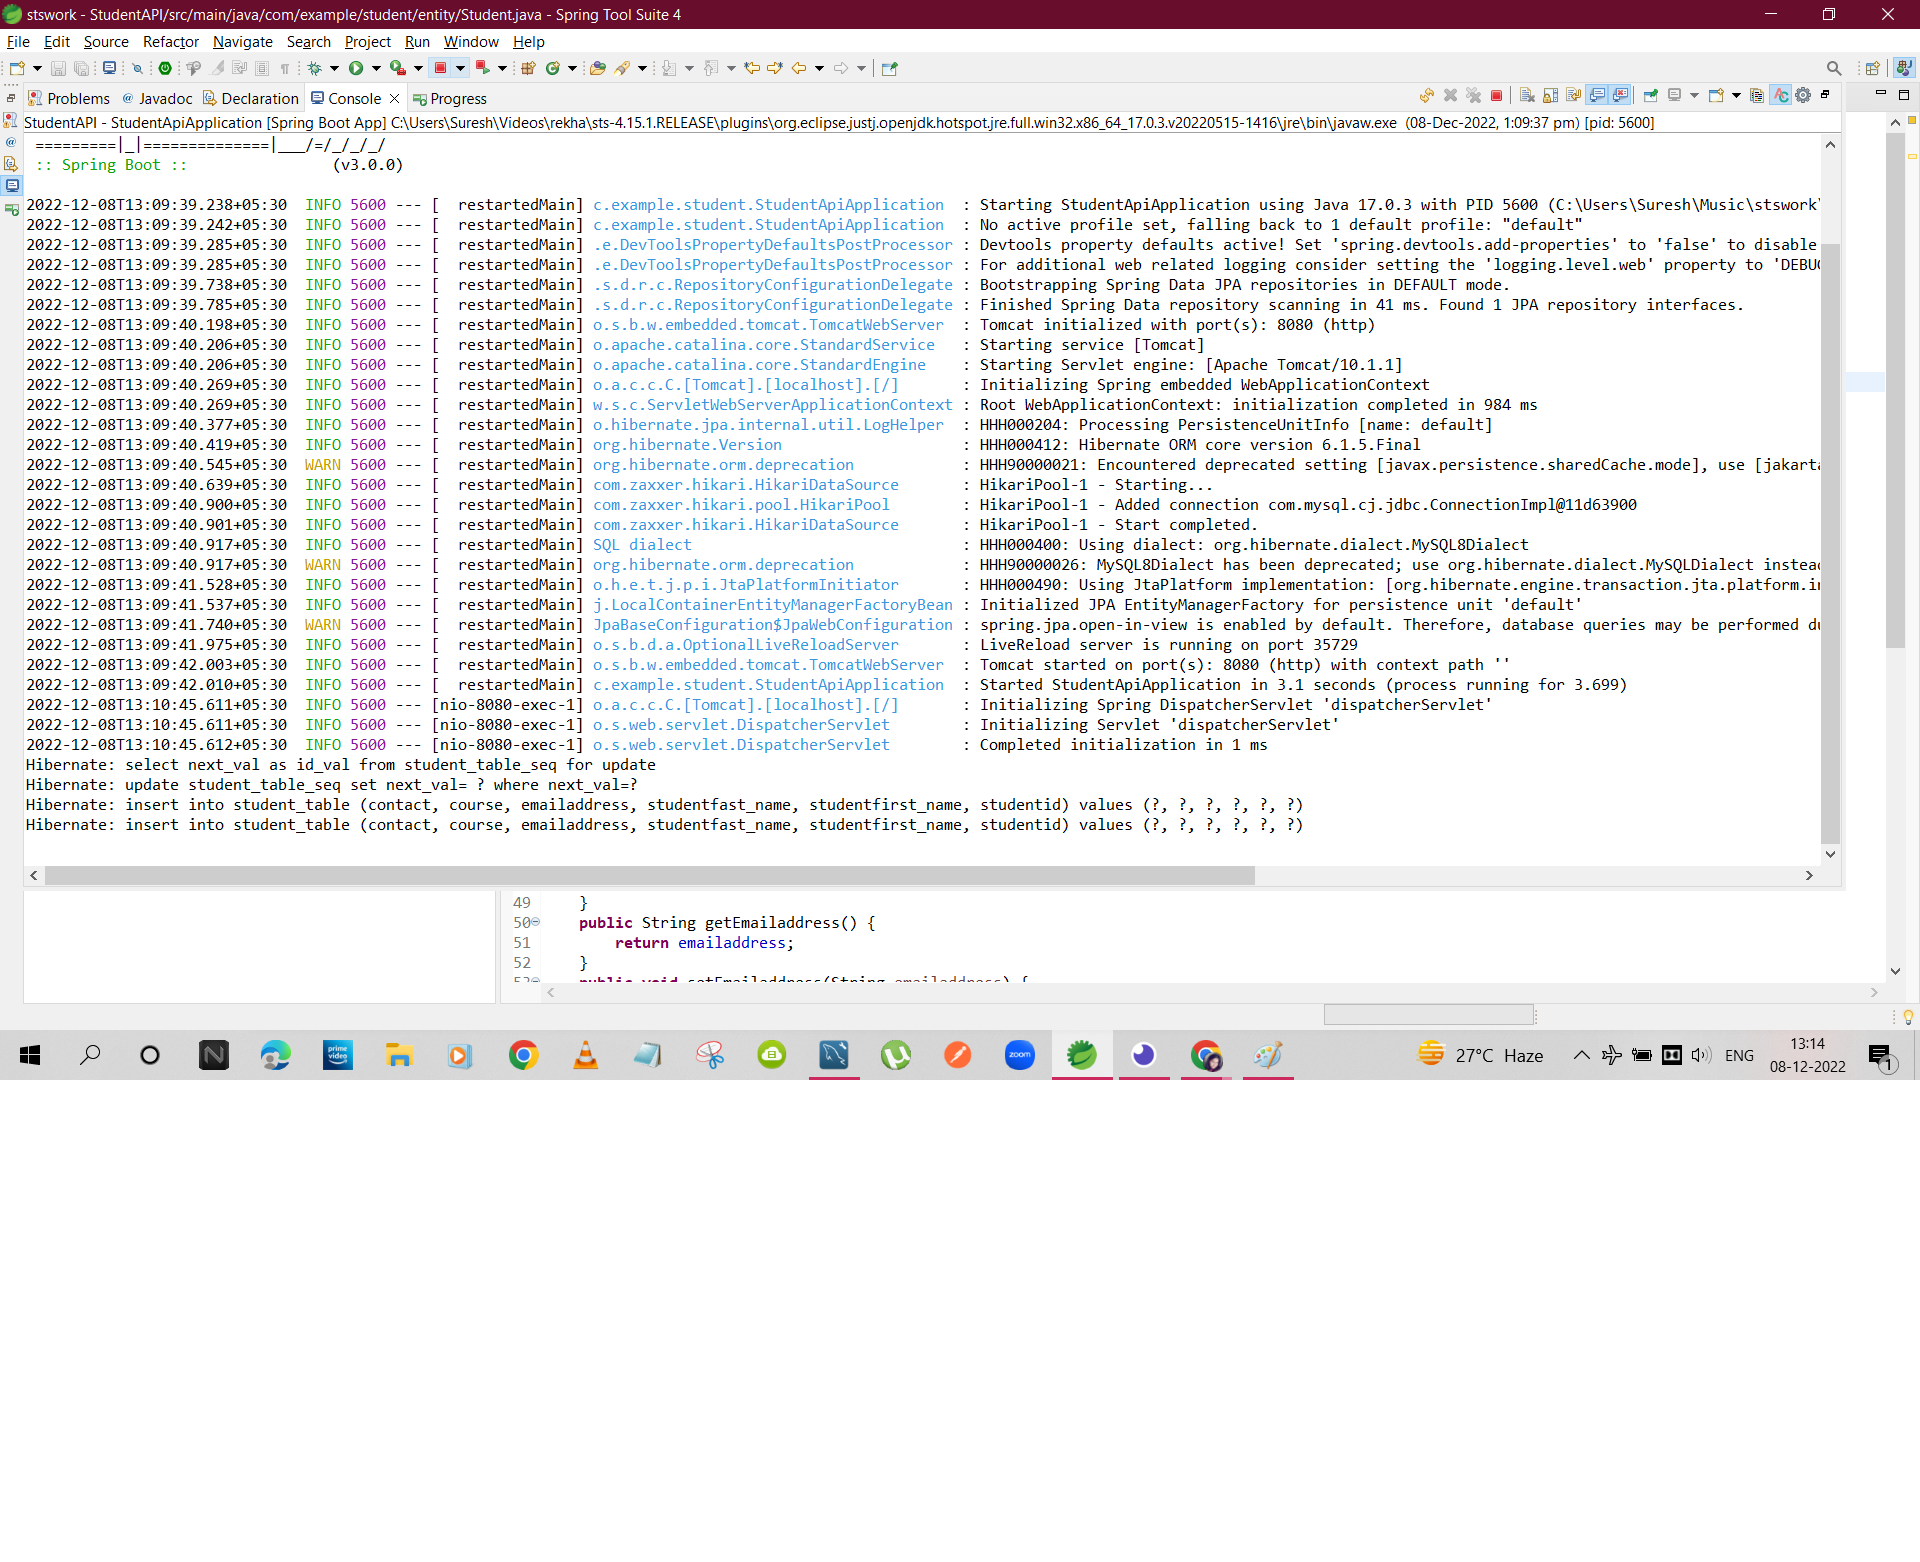 stswork - StudentAPI/src/main/java/com/example/student/entity/Student.java - Spring Tool Suite 4
File Edit Source Refactor Navigate Search Project Run Window Help
Problems @ Javadoc Declaration Console Progress
StudentAPI - StudentApiApplication [Spring Boot App] C:\Users\Suresh\Videos\rekha\sts-4.15.1.RELEASE\plugins\org.eclipse.justj.openjdk.hotspot.jre.full.win32.x86_64_17.0.3.v20220515-1416\jre\bin\javaw.exe (08-Dec-2022, 1:09:37 pm) [pid: 5600]
=========|_|==============|___/=/_/_/_/
:: Spring Boot :: (v3.0.0)
2022-12-08T13:09:39.238+05:30 INFO 5600 --- [ restartedMain] c.example.student.StudentApiApplication : Starting StudentApiApplication using Java 17.0.3 with PID 5600 (C:\Users\Suresh\Music\stswork\
2022-12-08T13:09:39.242+05:30 INFO 5600 --- [ restartedMain] c.example.student.StudentApiApplication : No active profile set, falling back to 1 default profile: "default"
2022-12-08T13:09:39.285+05:30 INFO 5600 --- [ restartedMain] .e.DevToolsPropertyDefaultsPostProcessor : Devtools property defaults active! Set 'spring.devtools.add-properties' to 'false' to disable
2022-12-08T13:09:39.285+05:30 INFO 5600 --- [ restartedMain] .e.DevToolsPropertyDefaultsPostProcessor : For additional web related logging consider setting the 'logging.level.web' property to 'DEBUG
2022-12-08T13:09:39.738+05:30 INFO 5600 --- [ restartedMain] .s.d.r.c.RepositoryConfigurationDelegate : Bootstrapping Spring Data JPA repositories in DEFAULT mode.
2022-12-08T13:09:39.785+05:30 INFO 5600 --- [ restartedMain] .s.d.r.c.RepositoryConfigurationDelegate : Finished Spring Data repository scanning in 41 ms. Found 1 JPA repository interfaces.
2022-12-08T13:09:40.198+05:30 INFO 5600 --- [ restartedMain] o.s.b.w.embedded.tomcat.TomcatWebServer : Tomcat initialized with port(s): 8080 (http)
2022-12-08T13:09:40.206+05:30 INFO 5600 --- [ restartedMain] o.apache.catalina.core.StandardService : Starting service [Tomcat]
2022-12-08T13:09:40.206+05:30 INFO 5600 --- [ restartedMain] o.apache.catalina.core.StandardEngine : Starting Servlet engine: [Apache Tomcat/10.1.1]
2022-12-08T13:09:40.269+05:30 INFO 5600 --- [ restartedMain] o.a.c.c.C.[Tomcat].[localhost].[/] : Initializing Spring embedded WebApplicationContext
2022-12-08T13:09:40.269+05:30 INFO 5600 --- [ restartedMain] w.s.c.ServletWebServerApplicationContext : Root WebApplicationContext: initialization completed in 984 ms
2022-12-08T13:09:40.377+05:30 INFO 5600 --- [ restartedMain] o.hibernate.jpa.internal.util.LogHelper : HHH000204: Processing PersistenceUnitInfo [name: default]
2022-12-08T13:09:40.419+05:30 INFO 5600 --- [ restartedMain] org.hibernate.Version : HHH000412: Hibernate ORM core version 6.1.5.Final
2022-12-08T13:09:40.545+05:30 WARN 5600 --- [ restartedMain] org.hibernate.orm.deprecation : HHH90000021: Encountered deprecated setting [javax.persistence.sharedCache.mode], use [jakarta
2022-12-08T13:09:40.639+05:30 INFO 5600 --- [ restartedMain] com.zaxxer.hikari.HikariDataSource : HikariPool-1 - Starting...
2022-12-08T13:09:40.900+05:30 INFO 5600 --- [ restartedMain] com.zaxxer.hikari.pool.HikariPool : HikariPool-1 - Added connection com.mysql.cj.jdbc.ConnectionImpl@11d63900
2022-12-08T13:09:40.901+05:30 INFO 5600 --- [ restartedMain] com.zaxxer.hikari.HikariDataSource : HikariPool-1 - Start completed.
2022-12-08T13:09:40.917+05:30 INFO 5600 --- [ restartedMain] SQL dialect : HHH000400: Using dialect: org.hibernate.dialect.MySQL8Dialect
2022-12-08T13:09:40.917+05:30 WARN 5600 --- [ restartedMain] org.hibernate.orm.deprecation : HHH90000026: MySQL8Dialect has been deprecated; use org.hibernate.dialect.MySQLDialect instead
2022-12-08T13:09:41.528+05:30 INFO 5600 --- [ restartedMain] o.h.e.t.j.p.i.JtaPlatformInitiator : HHH000490: Using JtaPlatform implementation: [org.hibernate.engine.transaction.jta.platform.in
2022-12-08T13:09:41.537+05:30 INFO 5600 --- [ restartedMain] j.LocalContainerEntityManagerFactoryBean : Initialized JPA EntityManagerFactory for persistence unit 'default'
2022-12-08T13:09:41.740+05:30 WARN 5600 --- [ restartedMain] JpaBaseConfiguration$JpaWebConfiguration : spring.jpa.open-in-view is enabled by default. Therefore, database queries may be performed du
2022-12-08T13:09:41.975+05:30 INFO 5600 --- [ restartedMain] o.s.b.d.a.OptionalLiveReloadServer : LiveReload server is running on port 35729
2022-12-08T13:09:42.003+05:30 INFO 5600 --- [ restartedMain] o.s.b.w.embedded.tomcat.TomcatWebServer : Tomcat started on port(s): 8080 (http) with context path ''
2022-12-08T13:09:42.010+05:30 INFO 5600 --- [ restartedMain] c.example.student.StudentApiApplication : Started StudentApiApplication in 3.1 seconds (process running for 3.699)
2022-12-08T13:10:45.611+05:30 INFO 5600 --- [nio-8080-exec-1] o.a.c.c.C.[Tomcat].[localhost].[/] : Initializing Spring DispatcherServlet 'dispatcherServlet'
2022-12-08T13:10:45.611+05:30 INFO 5600 --- [nio-8080-exec-1] o.s.web.servlet.DispatcherServlet : Initializing Servlet 'dispatcherServlet'
2022-12-08T13:10:45.612+05:30 INFO 5600 --- [nio-8080-exec-1] o.s.web.servlet.DispatcherServlet : Completed initialization in 1 ms
Hibernate: select next_val as id_val from student_table_seq for update
Hibernate: update student_table_seq set next_val= ? where next_val=?
Hibernate: insert into student_table (contact, course, emailaddress, studentfast_name, studentfirst_name, studentid) values (?, ?, ?, ?, ?, ?)
Hibernate: insert into student_table (contact, course, emailaddress, studentfast_name, studentfirst_name, studentid) values (?, ?, ?, ?, ?, ?)
49 }
50 public String getEmailaddress() {
51 return emailaddress;
52 }
53 public void setEmailaddress(String emailaddress) {
prime video
zoom
27°C Haze
ENG
13:14
08-12-2022
1